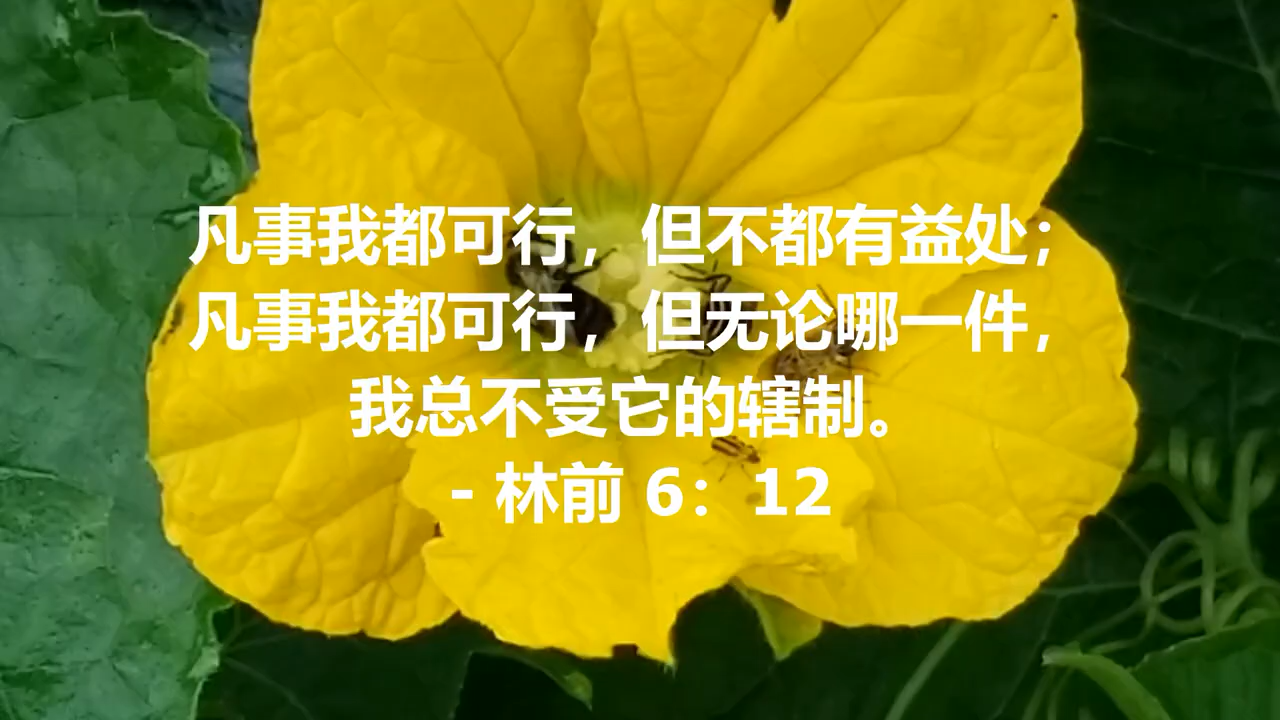 凡事我都可行，但不都有益处；
凡事我都可行，但无论哪一件，
我总不受它的辖制。
- 林前 6：12